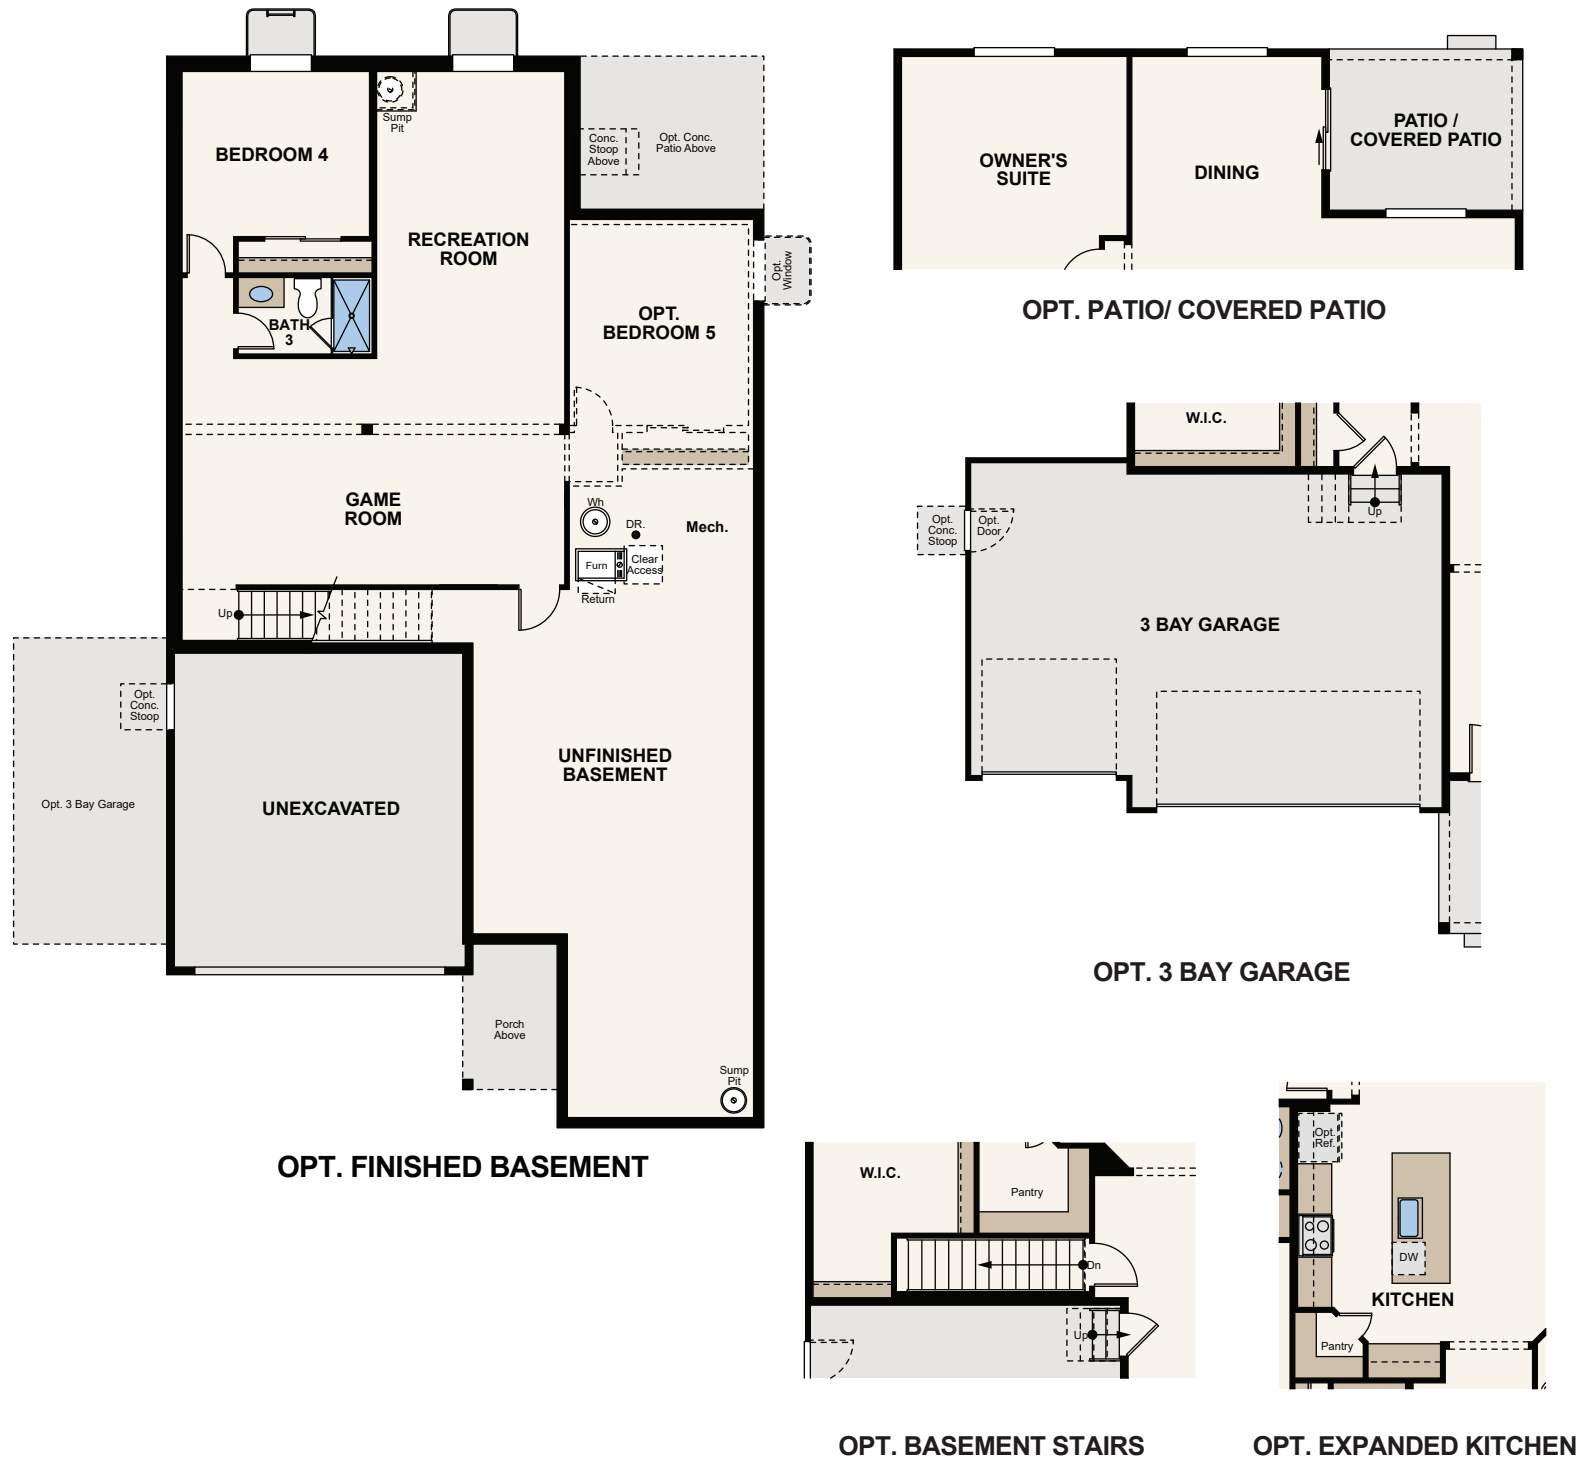 Sump
Pit
BEDROOM 4
Conc.
Stoop
Above
Opt. Conc.
Patio Above
RECREATION
ROOM
Opt.
Window
BATH
3
OPT.
BEDROOM 5
GAME
ROOM
Wh
DR.
Mech.
Furn
Clear
Access
Return
Up
Opt.
Conc.
Stoop
Opt. 3 Bay Garage
UNEXCAVATED
UNFINISHED
BASEMENT
Porch
Above
Sump
Pit
OPT. FINISHED BASEMENT
OWNER'S
SUITE
DINING
PATIO /
COVERED PATIO
OPT. PATIO/ COVERED PATIO
W.I.C.
Opt.
Conc.
Stoop
Opt.
Door
Up
3 BAY GARAGE
OPT. 3 BAY GARAGE
W.I.C.
Pantry
Dn
Up
OPT. BASEMENT STAIRS
Opt.
Ref.
DW
KITCHEN
Pantry
OPT. EXPANDED KITCHEN